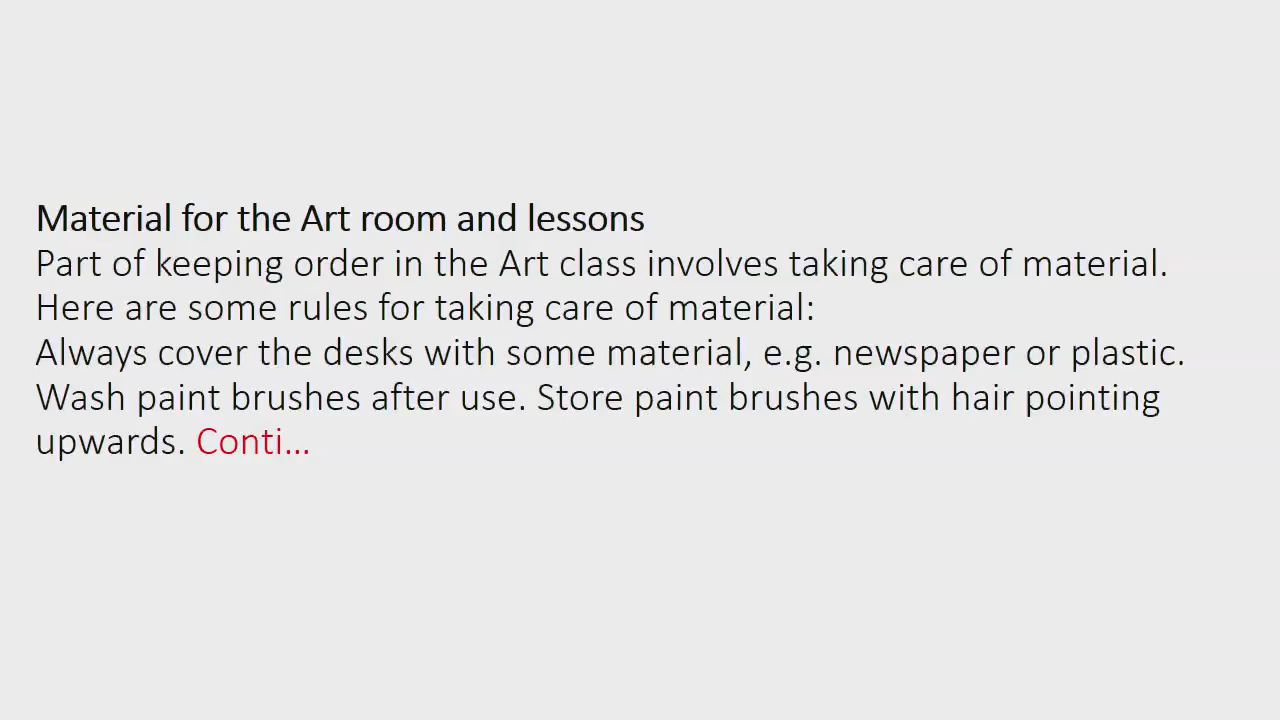 Material for the Art room and lessons
Part of keeping order in the Art class involves taking care of material.
Here are some rules for taking care of material:
Always cover the desks with some material, e.g. newspaper or plastic.
Wash paint brushes after use. Store paint brushes with hair pointing
upwards. Conti...